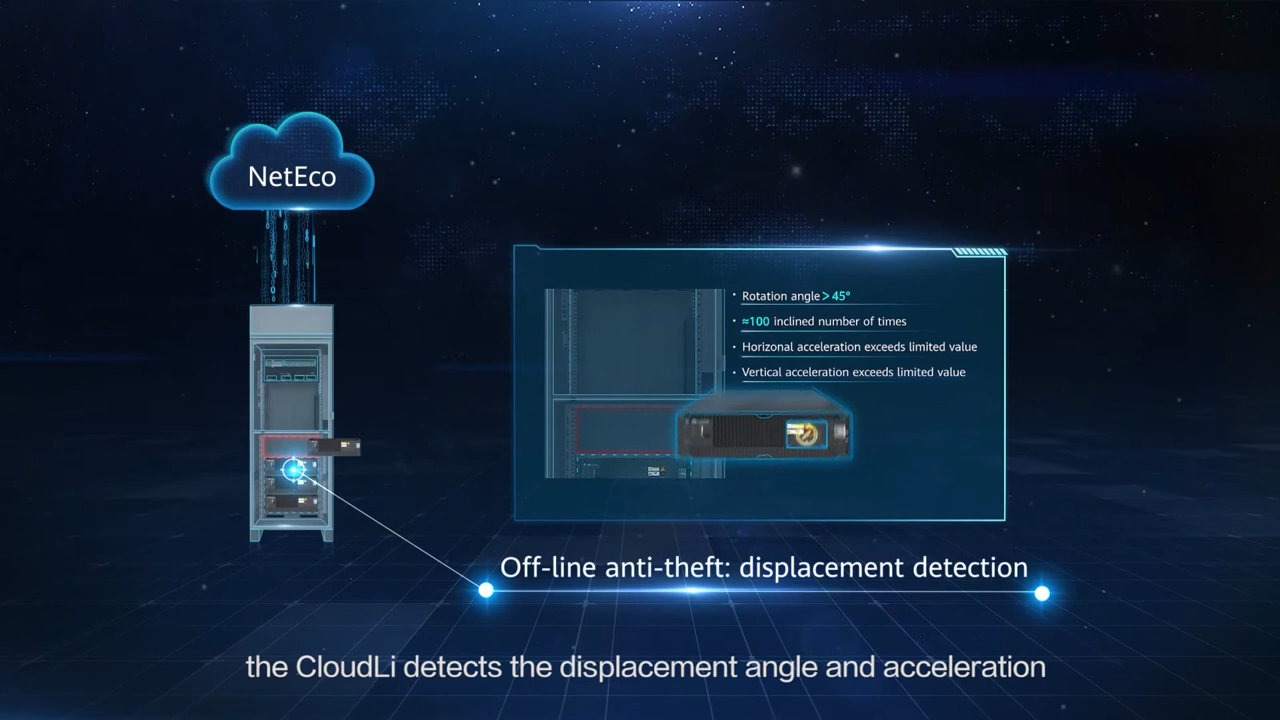 NetEco
• Rotation angle > 45°
• ≈100 inclined number of times
• Horizonal acceleration exceeds limited value
• Vertical acceleration exceeds limited value
Off-line anti-theft: displacement detection
the CloudLi detects the displacement angle and acceleration